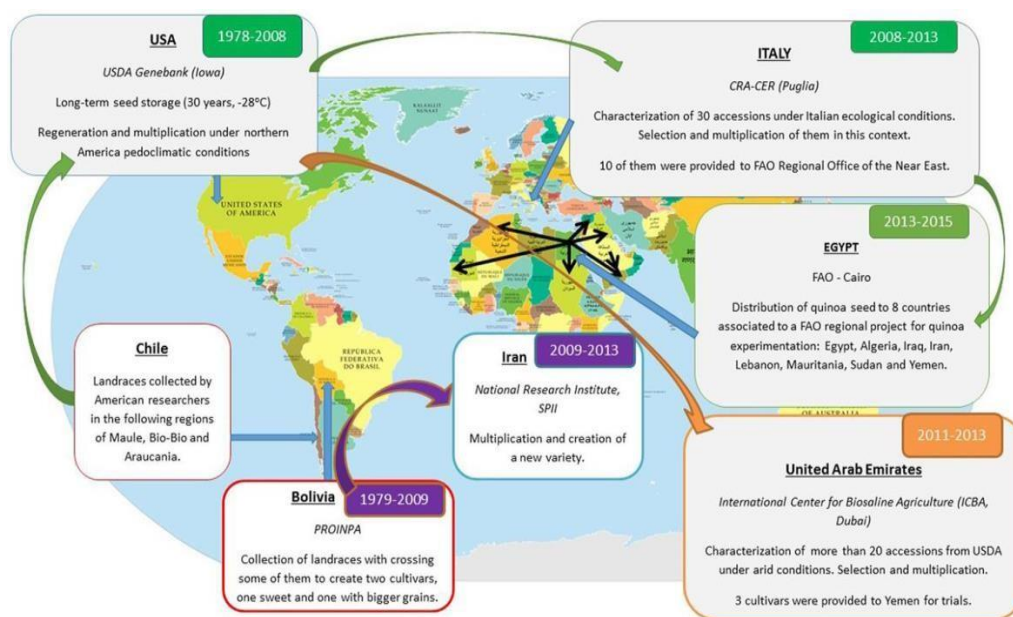 USA
1978-2008
USDA Genebank (Iowa)
Long-term seed storage (30 years, -28°C)
Regeneration and multiplication under northern
America pedoclimatic conditions
ITALY
2008-2013
CRA-CER (Puglia)
Characterization of 30 accessions under Italian ecological conditions.
Selection and multiplication of them in this context.
10 of them were provided to FAO Regional Office of the Near East.
2013-2015
EGYPT
FAO - Cairo
Distribution of quinoa seed to 8 countries
associated to a FAO regional project for quinoa
experimentation: Egypt, Algeria, Iraq, Iran,
Lebanon, Mauritania, Sudan and Yemen.
UNITED STATES
OF AMERICA
REPÚBLICA
FEDERATIVA
DO BRASIL
Chile
Landraces collected by
American researchers
in the following regions
of Maule, Bio-Bio and
Araucania.
Iran
2009-2013
National Research Institute,
SPII
Multiplication and creation of
a new variety.
Bolivia
1979-2009
PROINPA
Collection of landraces with crossing
some of them to create two cultivars,
one sweet and one with bigger grains.
OF AUSTRALIA
2011-2013
United Arab Emirates
International Center for Biosaline Agriculture (ICBA,
Dubai)
Characterization of more than 20 accessions from USDA
under arid conditions. Selection and multiplication.
3 cultivars were provided to Yemen for trials.